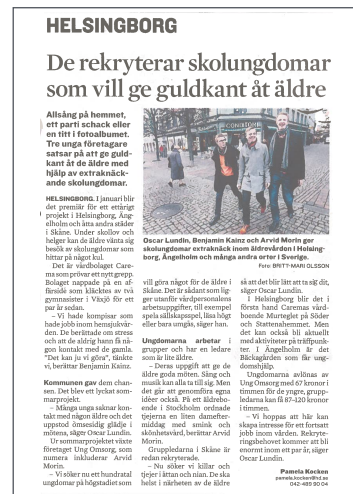 HELSINGBORG
De rekryterar skolungdomar
som vill ge guldkant åt äldre
Allsång på hemmet,
ett parti schack eller
en titt i fotoalbumet.
Tre unga företagare
satsar på att ge guld-
kant åt de äldre med
hjälp av extraknäck-
ande skolungdomar.
HELSINGBORG. I januari blir
det premiär för ett ettårigt
projekt i Helsingborg, Äng-
elholm och åtta andra städer
i Skåne. Under skollov och
helger kan de äldre vänta sig
besök av skolungdomar som
hittar på något kul.
Det är vårdbolaget Care-
ma som prövar ett nytt grepp.
Bolaget nappade på en af-
färsidé som kläcktes av två
gymnasister i Växjö för ett
par år sedan.
– Vi hade kompisar som
hade jobb inom hemsjukvår-
den. De berättade om stress
och att de aldrig hann få nå-
gon kontakt med de gamla.
"Det kan ju vi göra", tänkte
vi, berättar Benjamin Kainz.
Kommunen gav dem chan-
sen. Det blev ett lyckat som-
marprojekt.
– Många unga saknar kon-
takt med någon äldre och det
uppstod ömsesidig glädje i
mötena, säger Oscar Lundin.
Ur sommarprojektet växte
företaget Ung Omsorg, som
numera inkluderar Arvid
Morin.
– Vi söker nu ett hundratal
ungdomar på högstadiet som
Oscar Lundin, Benjamin Kainz och Arvid Morin ger
skolungdomar extraknäck inom äldrevården i Helsing-
borg, Ängelholm och många andra orter i Sverige.
Foto: BRITT-MARI OLSSON
vill göra något för de äldre i
Skåne. Det är sådant som lig-
ger utanför vårdpersonalens
arbetsuppgifter, till exempel
spela sällskapsspel, läsa hög-
t eller bara umgås, säger han.
Ungdomarna arbetar i
grupper och har en ledare
som är lite äldre.
– Deras uppgift är att ge
de äldre goda möten. Sång och
musik kan alla ta till sig. Men
det går att genomföra egna
idéer också. På ett äldrebo-
ende i Stockholm ordnade
tjejerna en liten damefter-
middag med smink och
skönhetsvård, berättar Arvid
Morin.
Gruppledarna i Skåne är
redan rekryterade.
– Nu söker vi killar och
tjejer i åttan och nian. De ska
helst bo i närheten av de äldre
så att det blir lätt att ta sig dit,
säger Oscar Lundin.
I Helsingborg blir det i
första hand Caremas vårdbo-
ende Murteglet på Söder
och Stattenahemmet. Men
det kan också bli aktuellt
med aktiviteter på träffpunk-
ter. I Ängelholm är det
Bäckagården som får ung-
domshjälp.
Ungdomarna avlönas av
Ung Omsorg med 67 kronor i
timmen för de yngre, grupp-
ledarna kan få 87-120 kronor
i timmen.
– Vi hoppas att här kan
skapa intresse för ett fortsatt
jobb inom vården. Rekryte-
ringsbehovet kommer att bli
enormt inom ett par år, säger
Oscar Lundin.
Pamela Kocken
pamela.kocken@hd.se
042-489 90 04